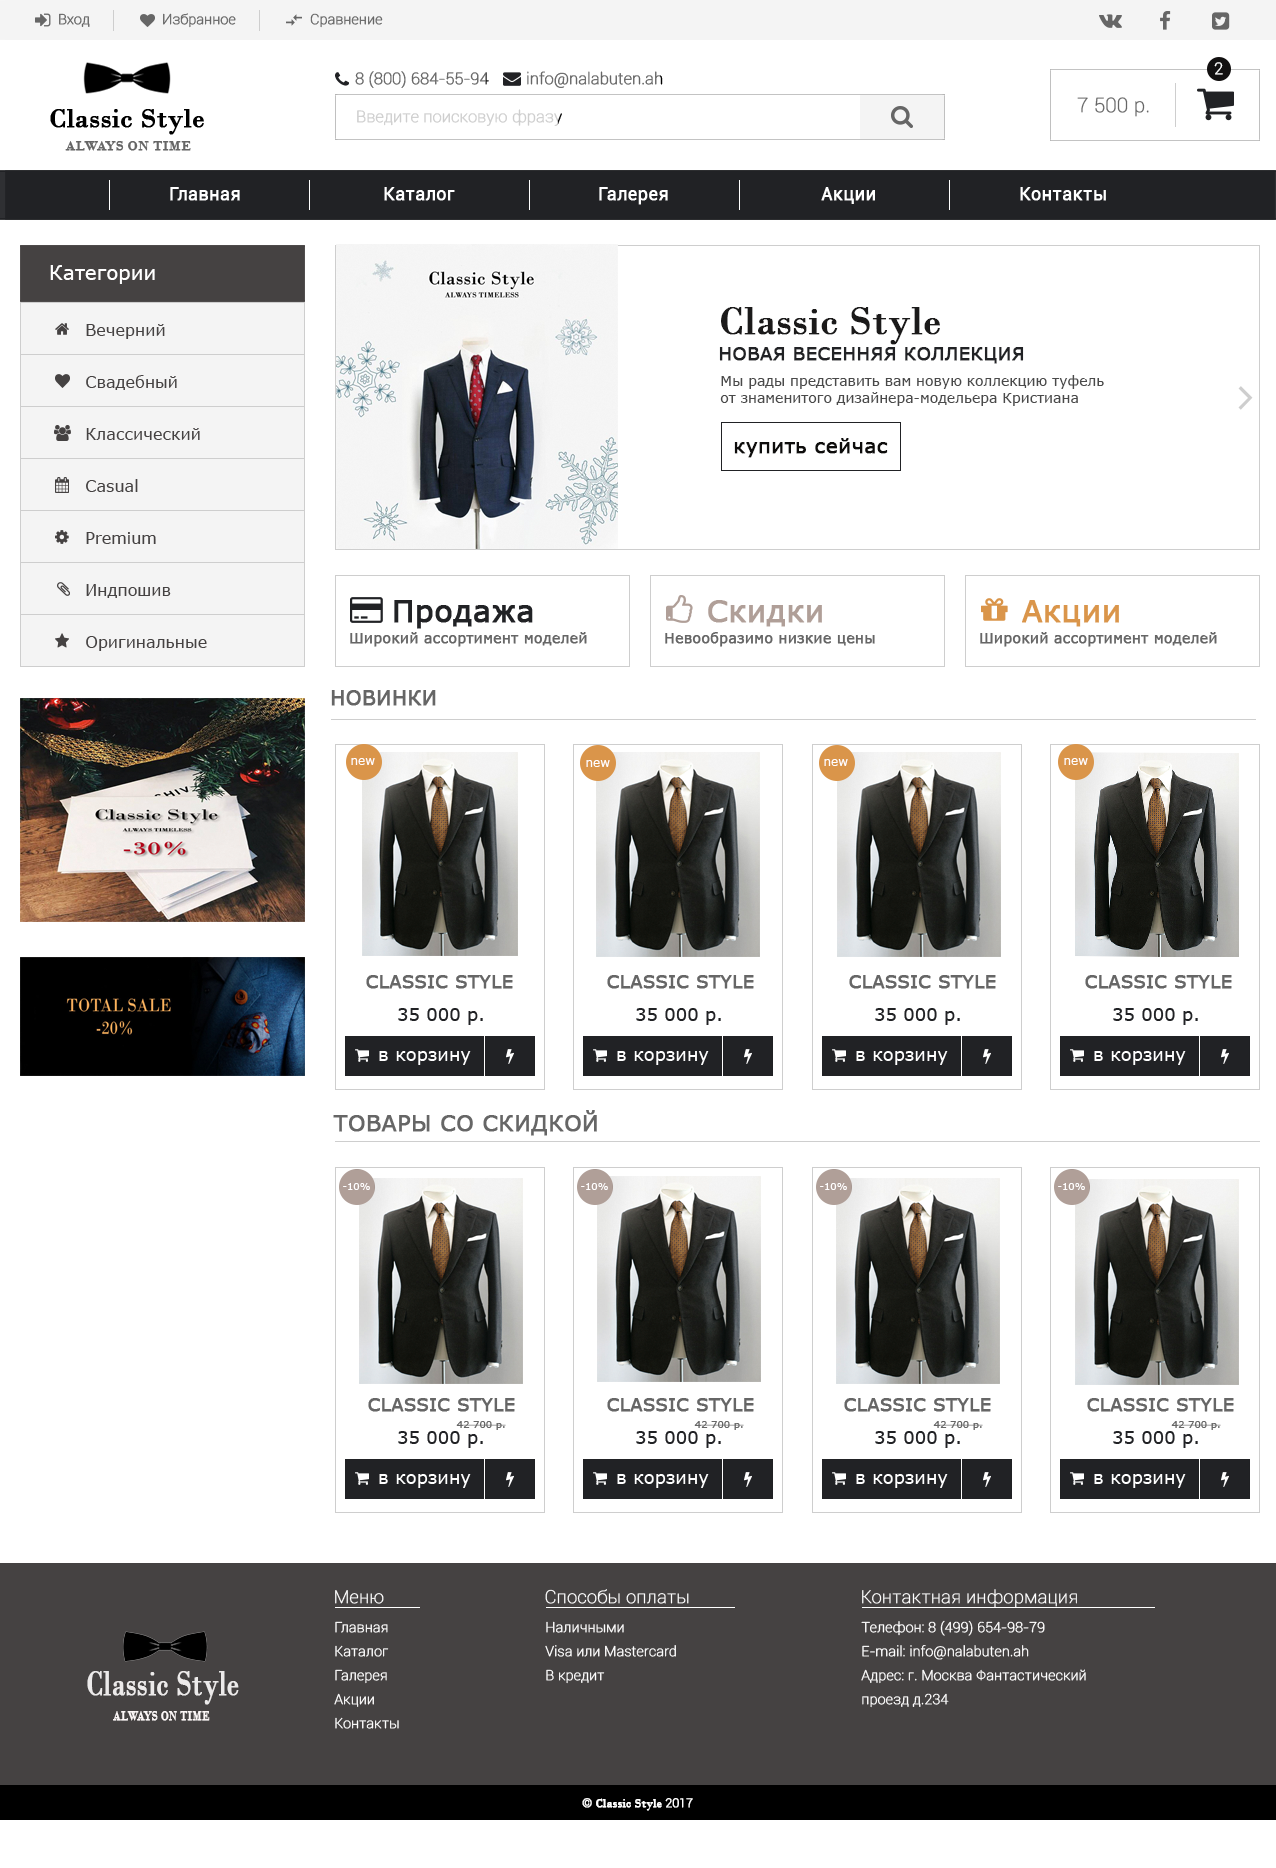 Вход
Избранное
Сравнение
Classic Style
ALWAYS ON TIME
8 (800) 684-55-94
info@nalabuten.ah
Введите поисковую фразу
7 500 р.
2
Главная
Каталог
Галерея
Акции
Контакты
Категории
Вечерний
Свадебный
Классический
Casual
Premium
Индпошив
Оригинальные
Classic Style
ALWAYS TIMELESS
Classic Style
НОВАЯ ВЕСЕННЯЯ КОЛЛЕКЦИЯ
Мы рады представить вам новую коллекцию туфель
от знаменитого дизайнера-модельера Кристиана
купить сейчас
Продажа
Широкий ассортимент моделей
Скидки
Невообразимо низкие цены
Акции
Широкий ассортимент моделей
Classic Style
ALWAYS TIMELESS
-30%
TOTAL SALE
-20%
НОВИНКИ
new
CLASSIC STYLE
35 000 р.
в корзину
new
CLASSIC STYLE
35 000 р.
в корзину
new
CLASSIC STYLE
35 000 р.
в корзину
new
CLASSIC STYLE
35 000 р.
в корзину
ТОВАРЫ СО СКИДКОЙ
-10%
CLASSIC STYLE
42 700 р.
35 000 р.
в корзину
-10%
CLASSIC STYLE
42 700 р.
35 000 р.
в корзину
-10%
CLASSIC STYLE
42 700 р.
35 000 р.
в корзину
-10%
CLASSIC STYLE
42 700 р.
35 000 р.
в корзину
Classic Style
ALWAYS ON TIME
Меню
Главная
Каталог
Галерея
Акции
Контакты
Способы оплаты
Наличными
Visa или Mastercard
В кредит
Контактная информация
Телефон: 8 (499) 654-98-79
E-mail: info@nalabuten.ah
Адрес: г. Москва Фантастический
проезд д.234
© Classic Style 2017